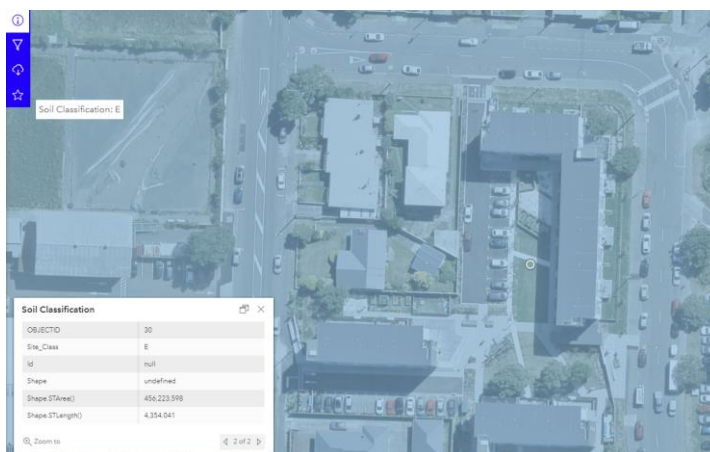 Soil Classification: E
Soil Classification
OBJECTID 30
Site_Class E
Id null
Shape undefined
Shape.STArea() 456,223.598
Shape.STLength() 4,354.041
Zoom to 2 of 2